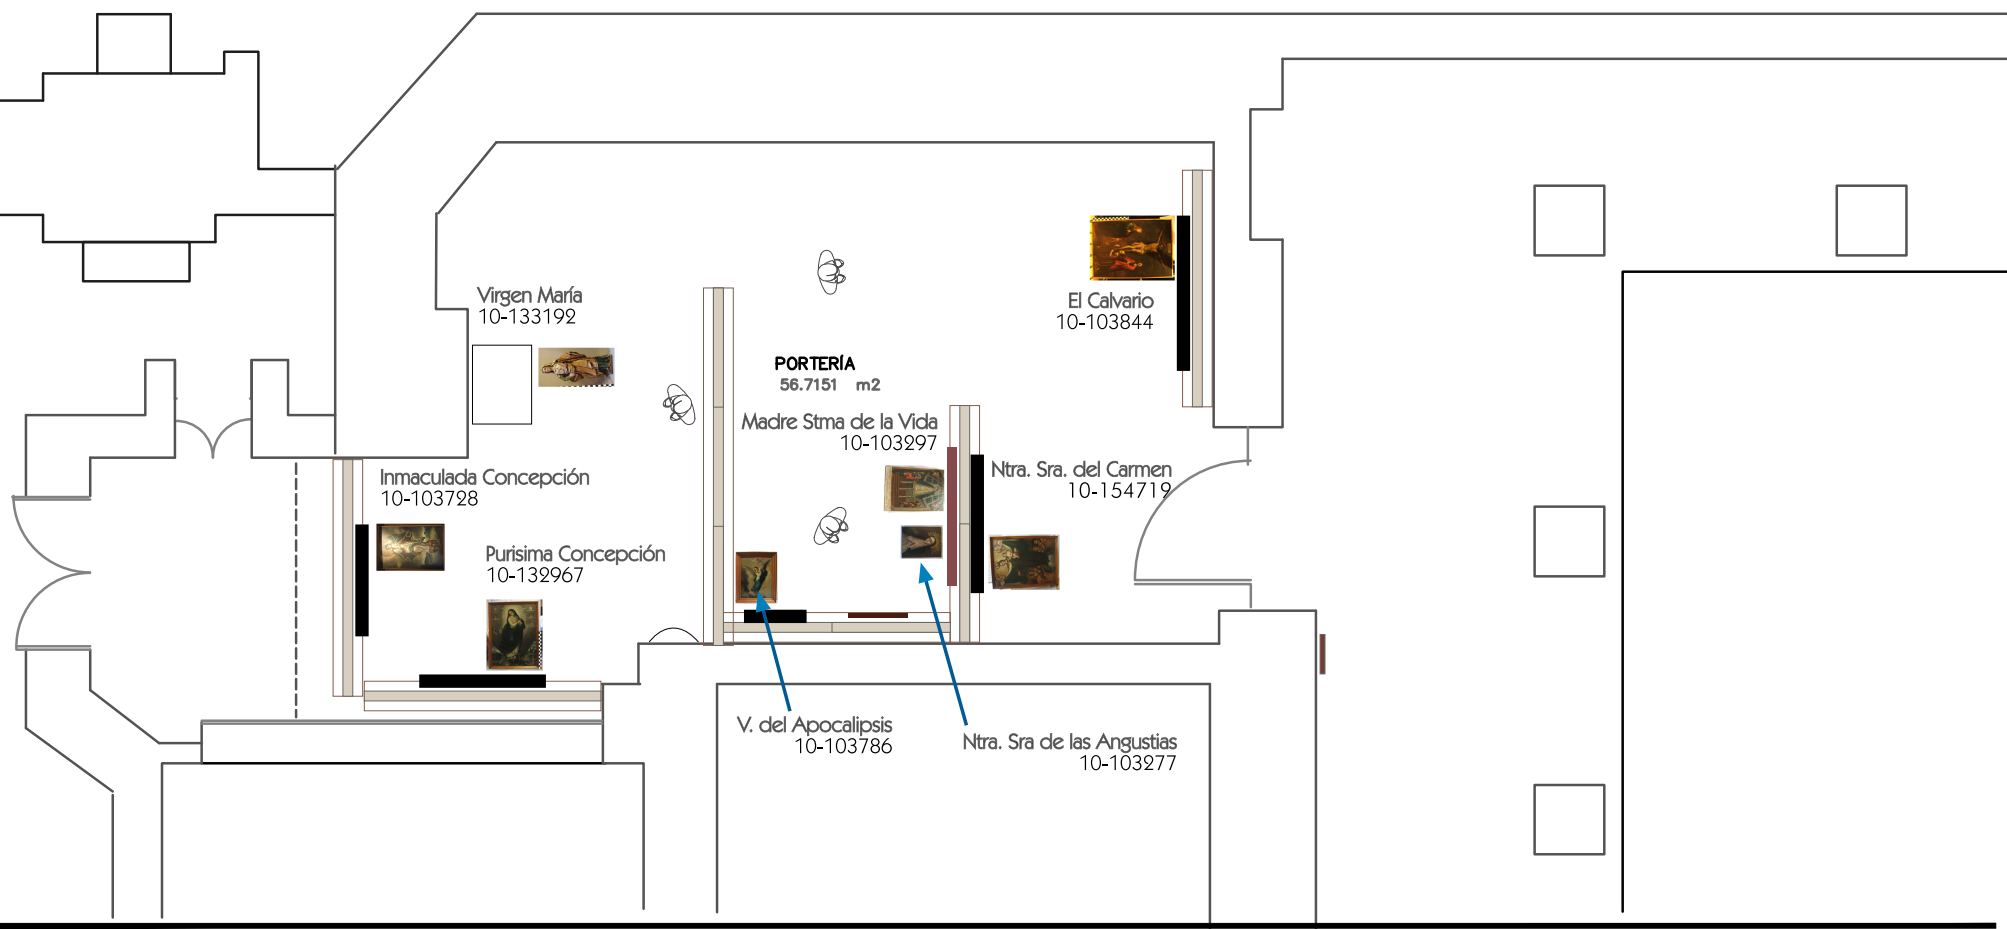 Virgen María
10-133192
El Calvario
10-103844
PORTERÍA
56.7151 m2
Madre Stma de la Vida
10-103297
Ntra. Sra. del Carmen
10-154719
Inmaculada Concepción
10-103728
Purisima Concepción
10-132967
V. del Apocalipsis
10-103786
Ntra. Sra de las Angustias
10-103277